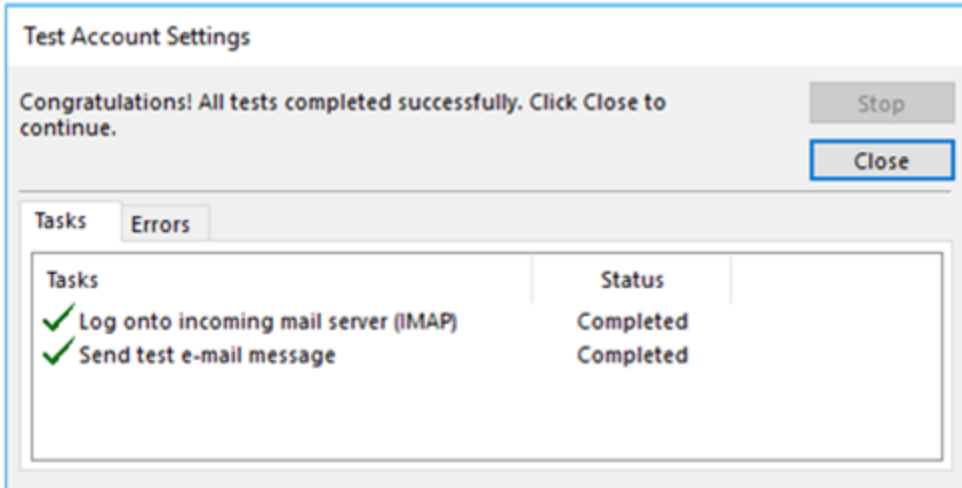 Test Account Settings
Congratulations! All tests completed successfully. Click Close to
continue.
Stop
Close
Tasks Errors
Tasks Status
Log onto incoming mail server (IMAP) Completed
Send test e-mail message Completed